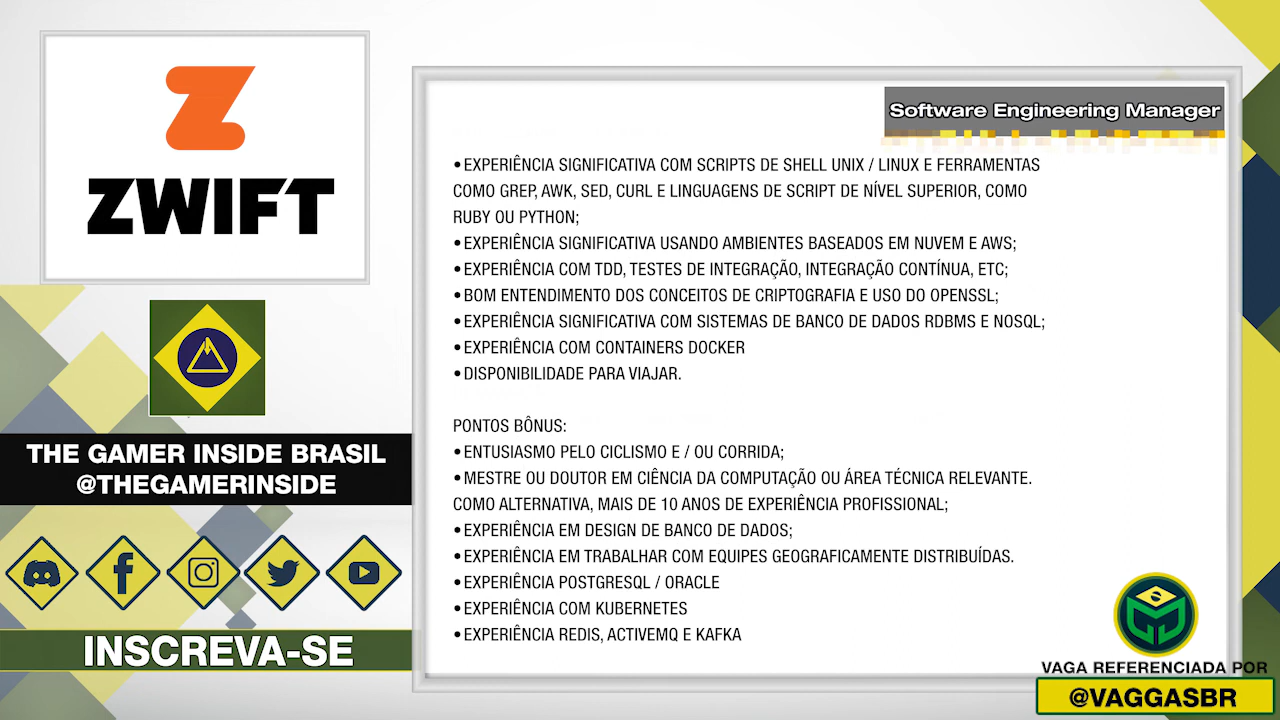 ZWIFT
THE GAMER INSIDE BRASIL
@THEGAMERINSIDE
INSCREVA-SE
Software Engineering Manager
•EXPERIÊNCIA SIGNIFICATIVA COM SCRIPTS DE SHELL UNIX / LINUX E FERRAMENTAS
COMO GREP, AWK, SED, CURL E LINGUAGENS DE SCRIPT DE NÍVEL SUPERIOR, COMO
RUBY OU PYTHON;
•EXPERIÊNCIA SIGNIFICATIVA USANDO AMBIENTES BASEADOS EM NUVEM E AWS;
•EXPERIÊNCIA COM TDD, TESTES DE INTEGRAÇÃO, INTEGRAÇÃO CONTÍNUA, ETC;
•BOM ENTENDIMENTO DOS CONCEITOS DE CRIPTOGRAFIA E USO DO OPENSSL;
•EXPERIÊNCIA SIGNIFICATIVA COM SISTEMAS DE BANCO DE DADOS RDBMS E NOSQL;
•EXPERIÊNCIA COM CONTAINERS DOCKER
•DISPONIBILIDADE PARA VIAJAR.
PONTOS BÔNUS:
•ENTUSIASMO PELO CICLISMO E / OU CORRIDA;
•MESTRE OU DOUTOR EM CIÊNCIA DA COMPUTAÇÃO OU ÁREA TÉCNICA RELEVANTE.
COMO ALTERNATIVA, MAIS DE 10 ANOS DE EXPERIÊNCIA PROFISSIONAL;
•EXPERIÊNCIA EM DESIGN DE BANCO DE DADOS;
•EXPERIÊNCIA EM TRABALHAR COM EQUIPES GEOGRAFICAMENTE DISTRIBUÍDAS.
•EXPERIÊNCIA POSTGRESQL / ORACLE
•EXPERIÊNCIA COM KUBERNETES
•EXPERIÊNCIA REDIS, ACTIVEMQ E KAFKA
VAGA REFERENCIADA POR
@VAGGASBR